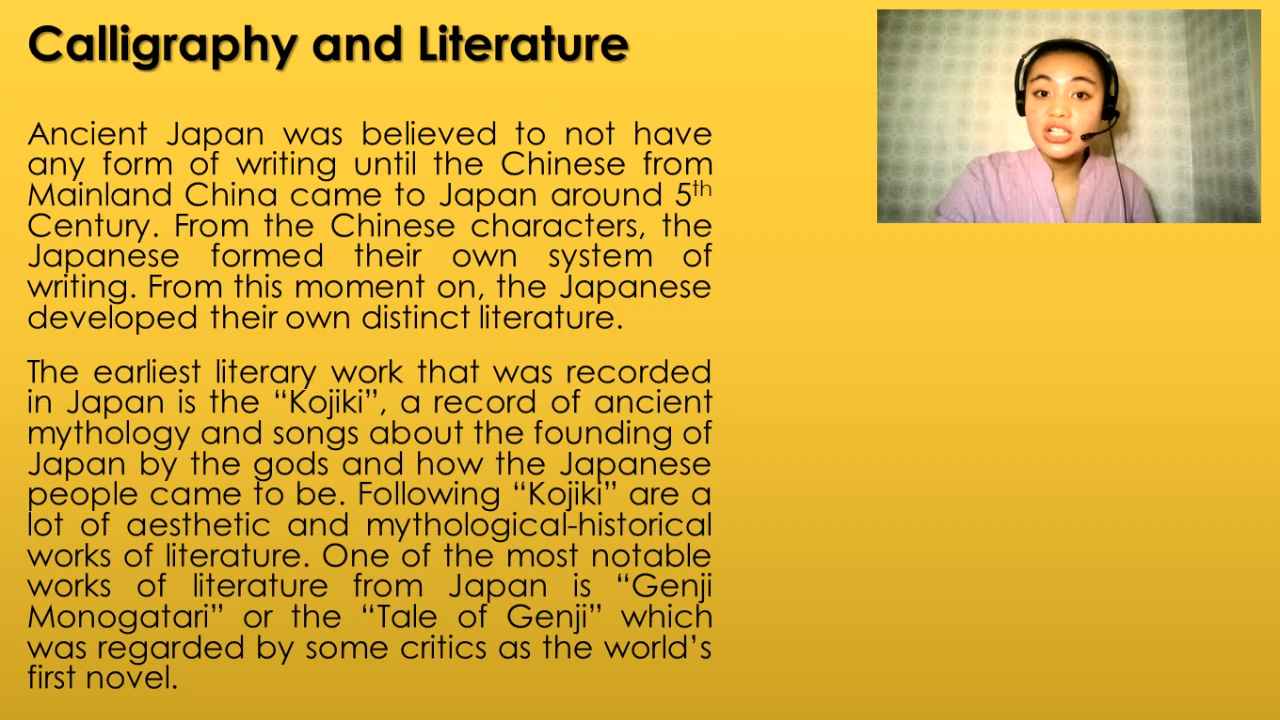 Calligraphy and Literature
Ancient Japan was believed to not have
any form of writing until the Chinese from
Mainland China came to Japan around 5th
Century. From the Chinese characters, the
Japanese formed their own system of
writing. From this moment on, the Japanese
developed their own distinct literature.
The earliest literary work that was recorded
in Japan is the “Kojiki”, a record of ancient
mythology and songs about the founding of
Japan by the gods and how the Japanese
people came to be. Following “Kojiki” are a
lot of aesthetic and mythological-historical
works of literature. One of the most notable
works of literature from Japan is “Genji
Monogatari” or the “Tale of Genji” which
was regarded by some critics as the world’s
first novel.